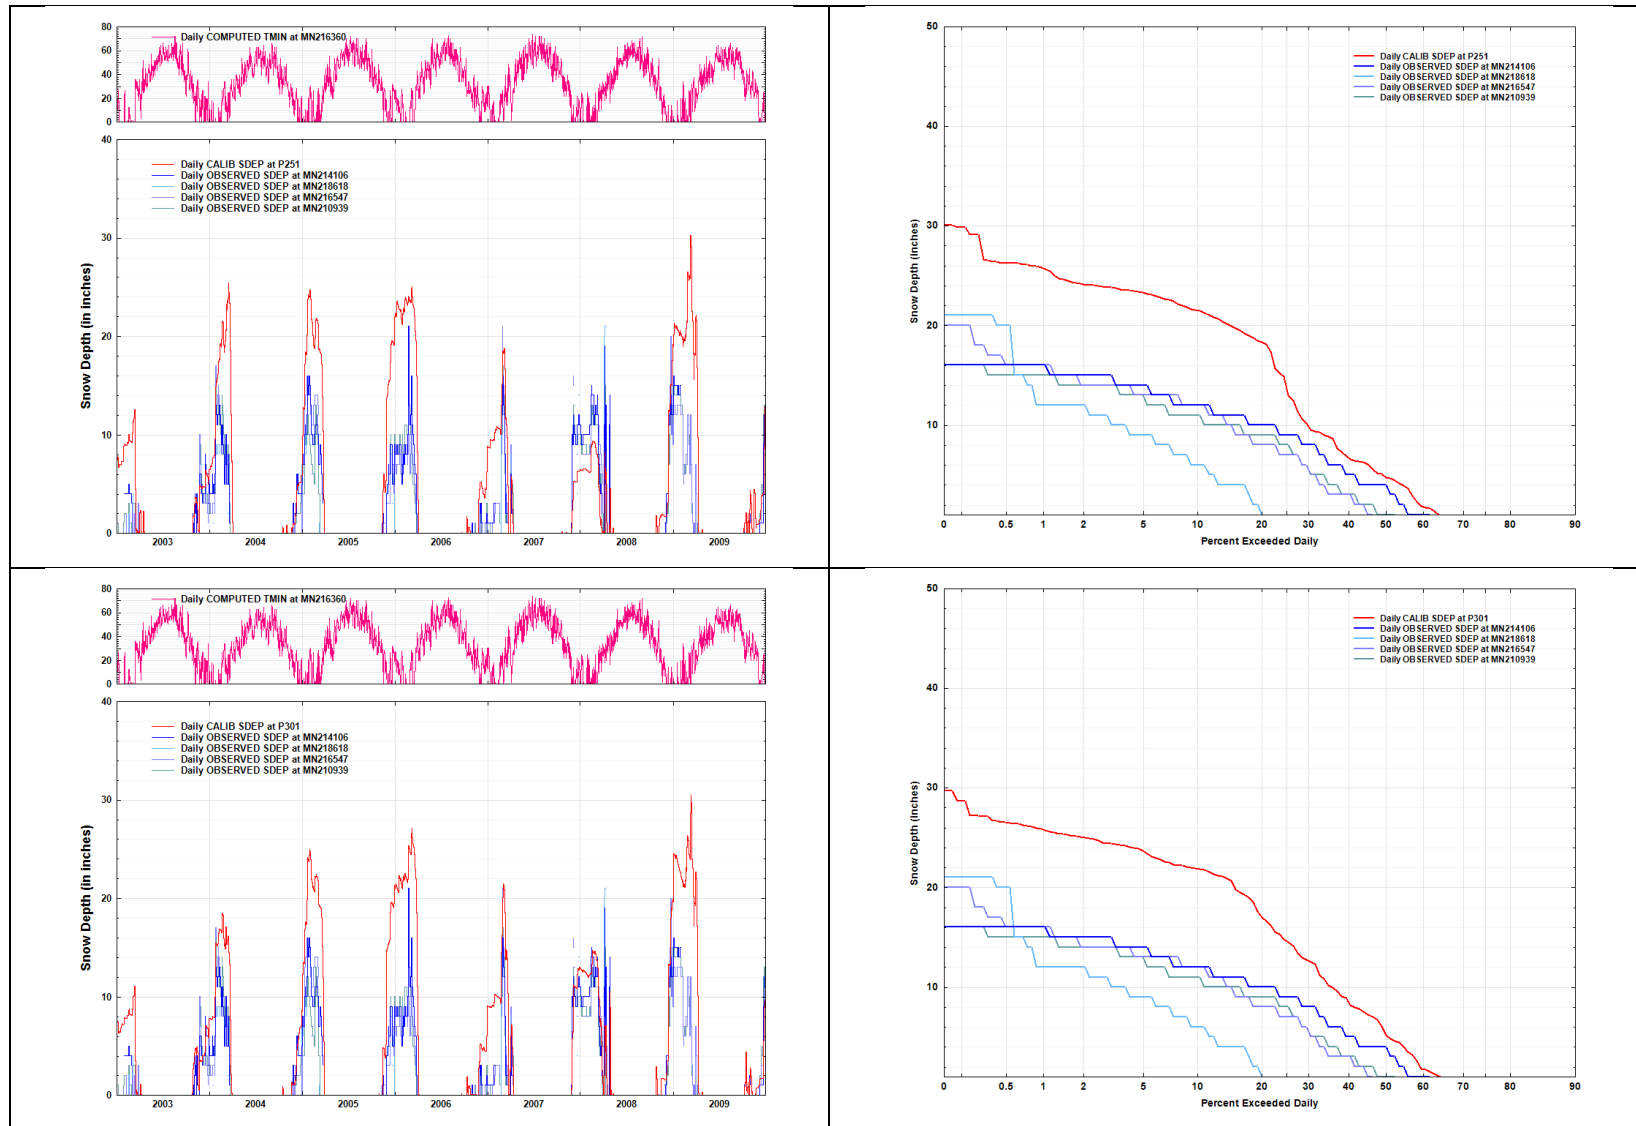 80
60
40
20
0
Daily COMPUTED TMIN at MN216360
40
30
20
10
0
Snow Depth (in inches)
Daily CALIB SDEP at P251
Daily OBSERVED SDEP at MN214106
Daily OBSERVED SDEP at MN218618
Daily OBSERVED SDEP at MN216547
Daily OBSERVED SDEP at MN210939
2003 2004 2005 2006 2007 2008 2009
50
40
30
20
10
Snow Depth (Inches)
Daily CALIB SDEP at P251
Daily OBSERVED SDEP at MN214106
Daily OBSERVED SDEP at MN218618
Daily OBSERVED SDEP at MN216547
Daily OBSERVED SDEP at MN210939
0 0.5 1 2 5 10 20 30 40 50 60 70 80 90
Percent Exceeded Daily
80
60
40
20
0
Daily COMPUTED TMIN at MN216360
40
30
20
10
0
Snow Depth (in inches)
Daily CALIB SDEP at P301
Daily OBSERVED SDEP at MN214106
Daily OBSERVED SDEP at MN218618
Daily OBSERVED SDEP at MN216547
Daily OBSERVED SDEP at MN210939
2003 2004 2005 2006 2007 2008 2009
50
40
30
20
10
Snow Depth (Inches)
Daily CALIB SDEP at P301
Daily OBSERVED SDEP at MN214106
Daily OBSERVED SDEP at MN218618
Daily OBSERVED SDEP at MN216547
Daily OBSERVED SDEP at MN210939
0 0.5 1 2 5 10 20 30 40 50 60 70 80 90
Percent Exceeded Daily